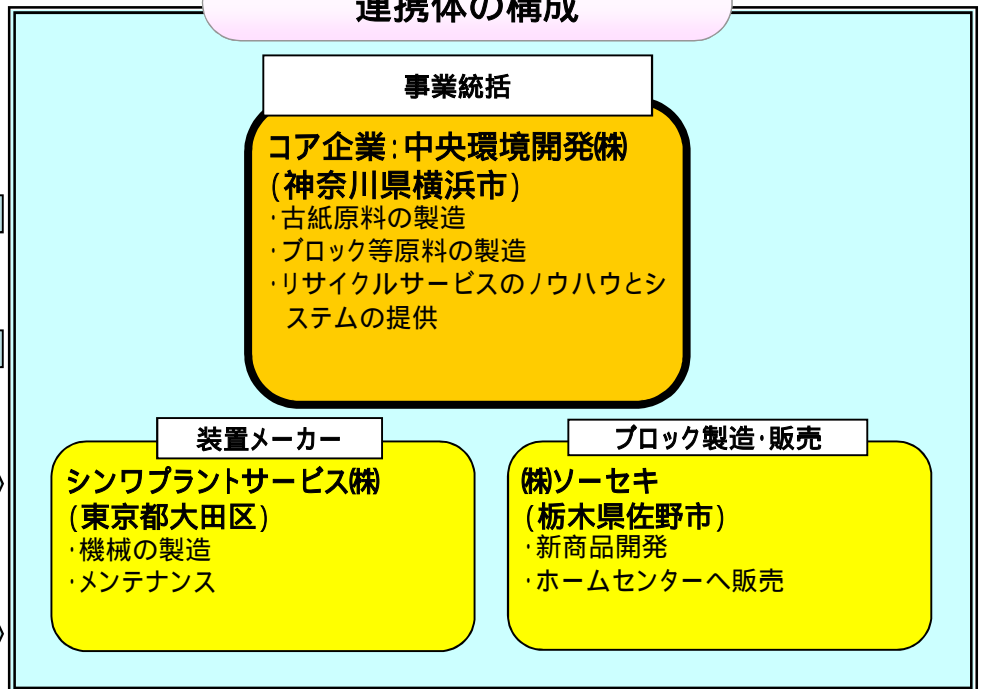 連携体の構成
事業統括
コア企業:中央環境開発㈱
(神奈川県横浜市)
・古紙原料の製造
・ブロック等原料の製造
・リサイクルサービスのノウハウとシ
ステムの提供
装置メーカー
シンワプラントサービス㈱
(東京都大田区)
・機械の製造
・メンテナンス
ブロック製造・販売
㈱ソーセキ
(栃木県佐野市)
・新商品開発
・ホームセンターへ販売